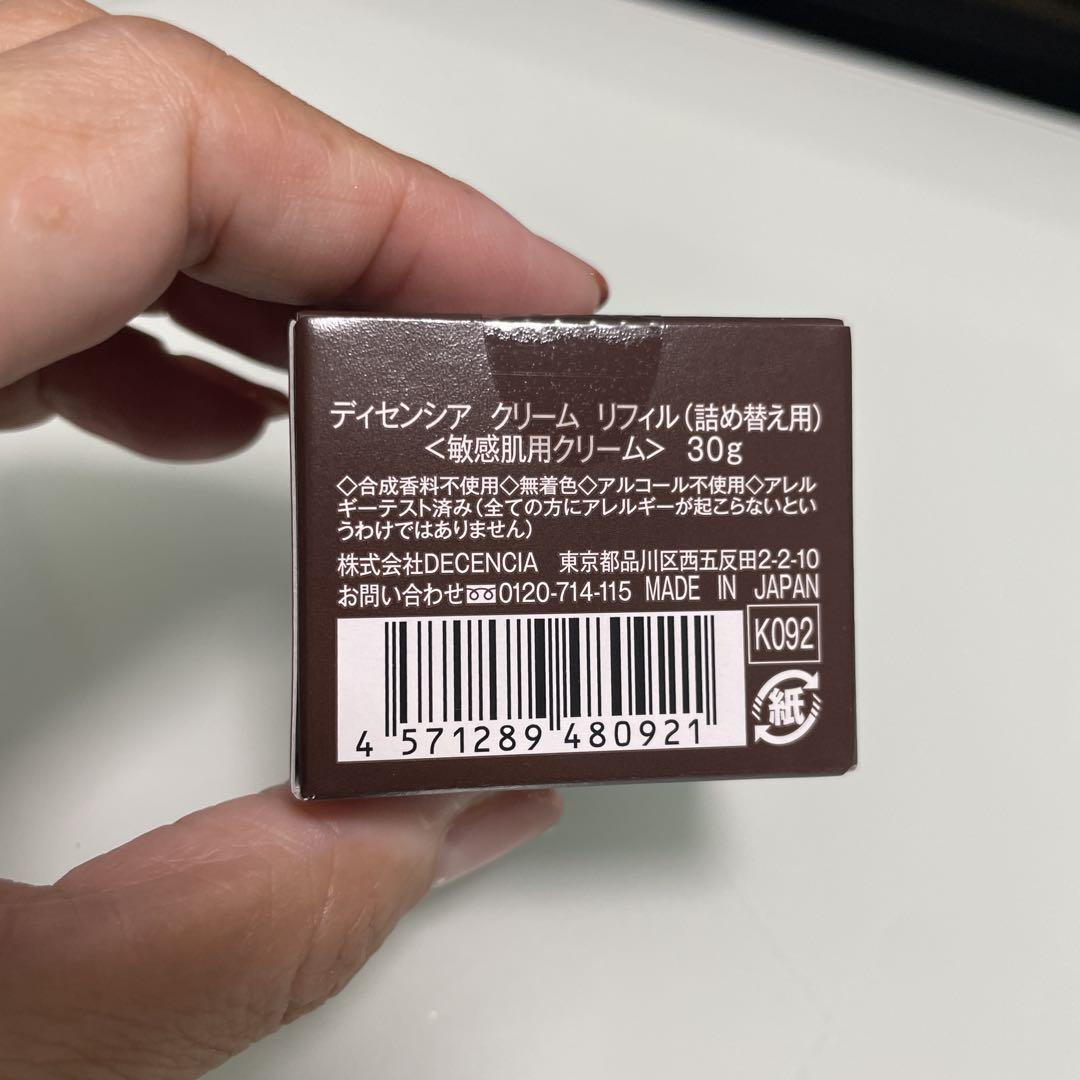 ディセンシア クリーム リフィル(詰め替え用)
<敏感肌用クリーム> 30g
◇合成香料不使用◇無着色◇アルコール不使用◇アレル
ギーテスト済み(全ての方にアレルギーが起こらないとい
うわけではありません)
株式会社DECENCIA 東京都品川区西五反田2-2-10
お問い合わせ 0120-714-115 MADE IN JAPAN
K092
紙
4 571289 480921